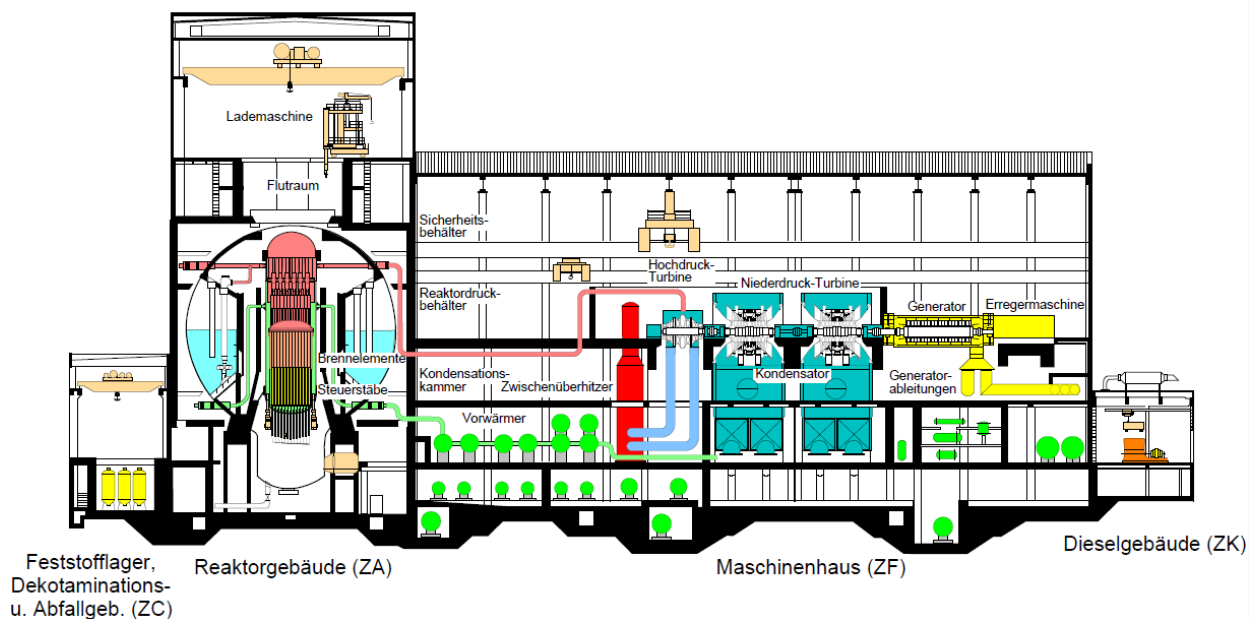 Lademaschine
Flutraum
Sicherheits-
behälter
Hochdruck-
Turbine
Reaktordruck-
behälter
Niederdruck-Turbine
Generator
Erregermaschine
Brennelemente
Steuerstäbe
Kondensations-
kammer
Zwischenüberhitzer
Kondensator
Generator-
ableitungen
Vorwärmer
Feststofflager,
Dekotaminations-
u. Abfallgeb. (ZC)
Reaktorgebäude (ZA)
Maschinenhaus (ZF)
Dieselgebäude (ZK)